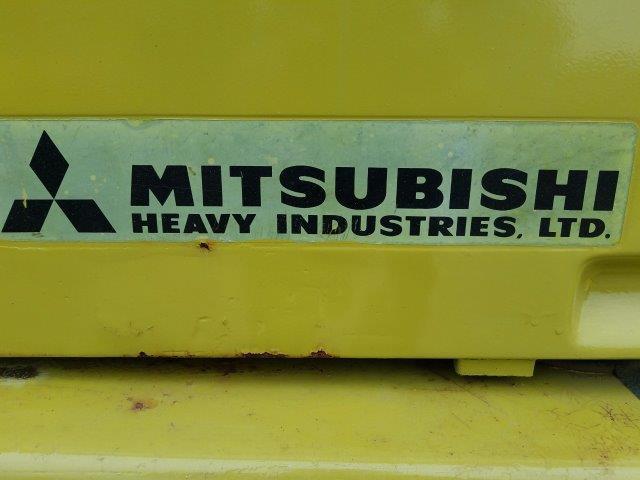 MITSUBISHI
HEAVY INDUSTRIES, LTD.